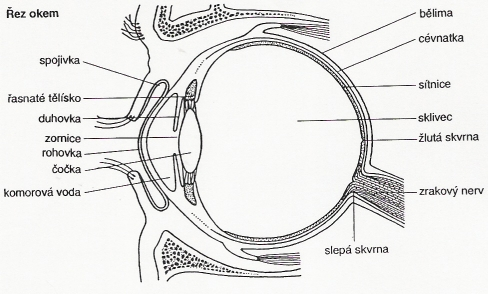 Řez okem
spojivka
řasnaté tělísko
duhovka
zornice
rohovka
čočka
komorová voda
bělima
cévnatka
sítnice
sklivec
žlutá skvrna
zrakový nerv
slepá skvrna